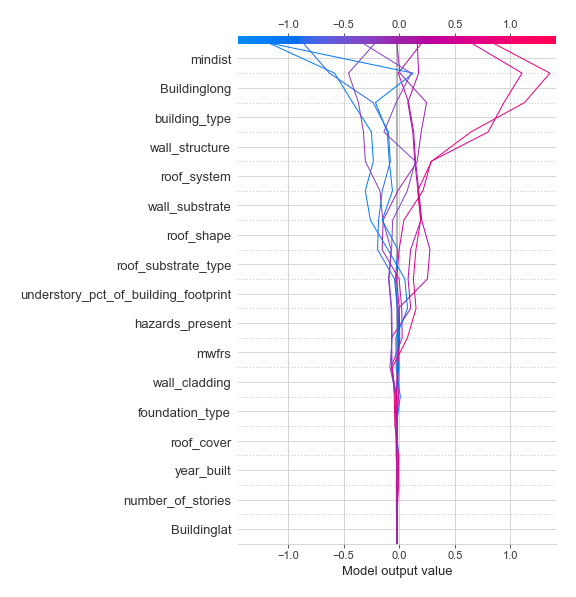 −1.0 −0.5 0.0 0.5 1.0
mindist
Buildinglong
building_type
wall_structure
roof_system
wall_substrate
roof_shape
roof_substrate_type
understory_pct_of_building_footprint
hazards_present
mwfrs
wall_cladding
foundation_type
roof_cover
year_built
number_of_stories
Buildinglat
−1.0 −0.5 0.0 0.5 1.0
Model output value